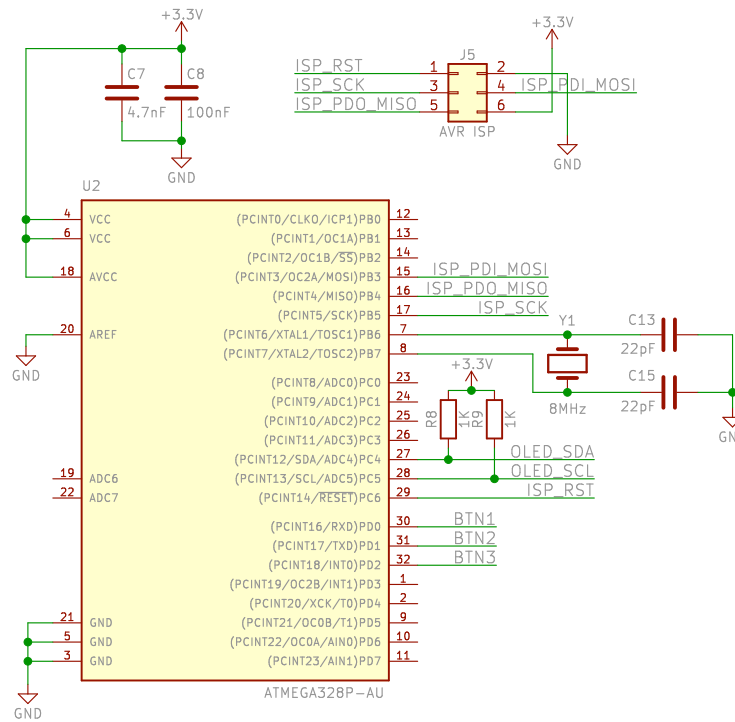 +3.3V
C7
4.7nF
C8
100nF
GND
+3.3V
J5
ISP_RST 1 2
ISP_SCK 3 4 ISP_PDI_MOSI
ISP_PDO_MISO 5 6
AVR ISP
GND
U2
4 VCC
6 VCC
18 AVCC
20 AREF
GND
19 ADC6
22 ADC7
21 GND
5 GND
3 GND
GND
(PCINT0/CLKO/ICP1)PB0 12
(PCINT1/OC1A)PB1 13
(PCINT2/OC1B/SS)PB2 14
(PCINT3/OC2A/MOSI)PB3 15 ISP_PDI_MOSI
(PCINT4/MISO)PB4 16 ISP_PDO_MISO
(PCINT5/SCK)PB5 17 ISP_SCK
(PCINT6/XTAL1/TOSC1)PB6 7
(PCINT7/XTAL2/TOSC2)PB7 8
(PCINT8/ADC0)PC0 23
(PCINT9/ADC1)PC1 24
(PCINT10/ADC2)PC2 25
(PCINT11/ADC3)PC3 26
(PCINT12/SDA/ADC4)PC4 27 OLED_SDA
(PCINT13/SCL/ADC5)PC5 28 OLED_SCL
(PCINT14/RESET)PC6 29 ISP_RST
(PCINT16/RXD)PD0 30 BTN1
(PCINT17/TXD)PD1 31 BTN2
(PCINT18/INT0)PD2 32 BTN3
(PCINT19/OC2B/INT1)PD3 1
(PCINT20/XCK/T0)PD4 2
(PCINT21/OC0B/T1)PD5 9
(PCINT22/OC0A/AIN0)PD6 10
(PCINT23/AIN1)PD7 11
ATMEGA328P-AU
Y1
8MHz
C13
22pF
C15
22pF
+3.3V
R8
1K
R9
1K